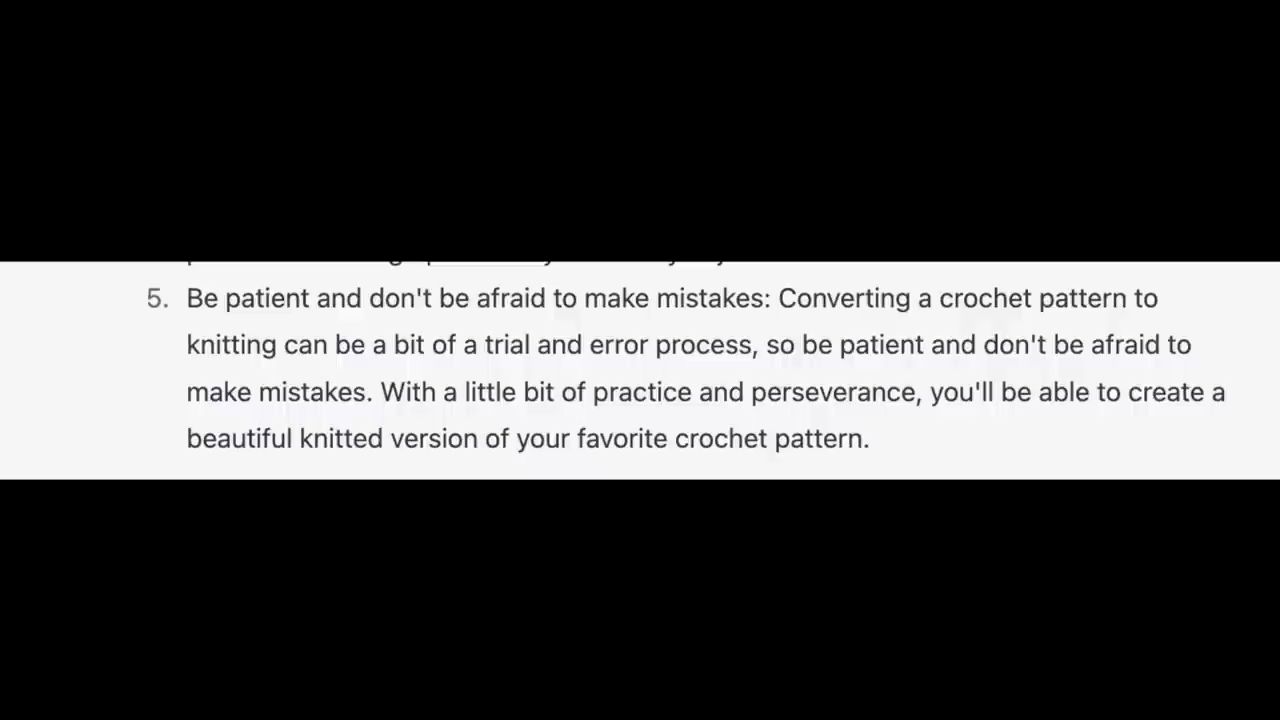 5. Be patient and don't be afraid to make mistakes: Converting a crochet pattern to
knitting can be a bit of a trial and error process, so be patient and don't be afraid to
make mistakes. With a little bit of practice and perseverance, you'll be able to create a
beautiful knitted version of your favorite crochet pattern.